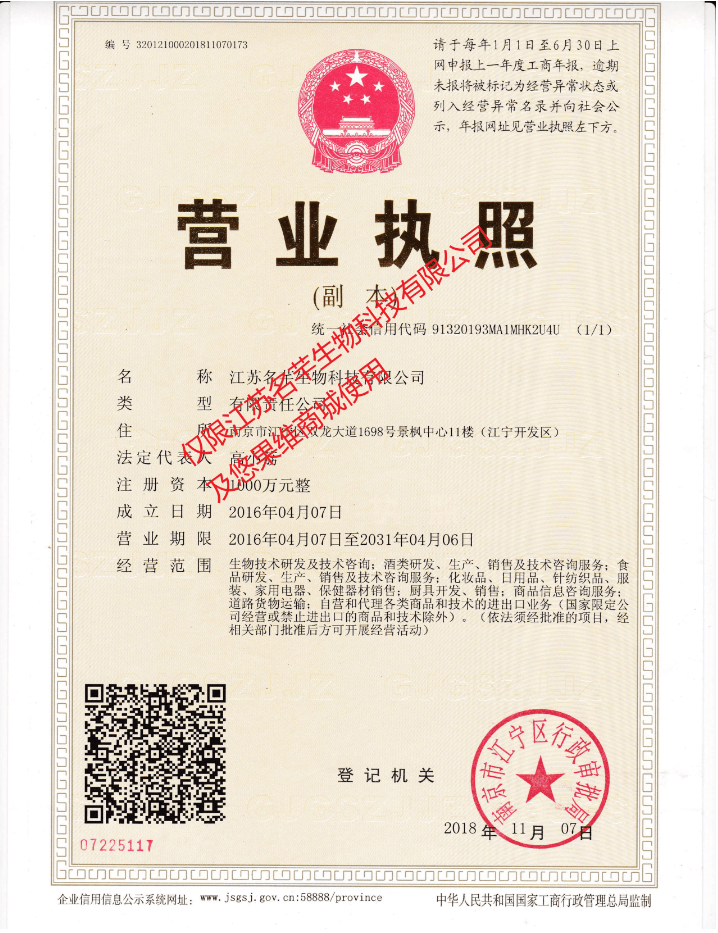 编 号 320121000201811070173
请于每年1月1日至6月30日上
网申报上一年度工商年报，逾期
未报将被标记为经营异常状态或
列入经营异常名录并向社会公
示，年报网址见营业执照左下方。
营业执照
(副 本)
统一社会信用代码 91320193MA1MHK2U4U （1/1）
名 称 江苏名芊生物科技有限公司
类 型 有限责任公司
住 所 南京市江宁区双龙大道1698号景枫中心11楼（江宁开发区）
法定代表人 高小
注册资本 1000万元整
成立日期 2016年04月07日
营业期限 2016年04月07日至2031年04月06日
经营范围 生物技术研发及技术咨询；酒类研发、生产、销售及技术咨询服务；食
品研发、生产、销售及技术咨询服务；化妆品、日用品、针纺织品、服
装、家用电器、保健器材销售；厨具开发、销售；商品信息咨询服务；
道路货物运输；自营和代理各类商品和技术的进出口业务（国家限定公
司经营或禁止进出口的商品和技术除外）。（依法须经批准的项目，经
相关部门批准后方可开展经营活动）
仅限江苏名芊生物科技有限公司
及悠果维商城使用
07225117
登记机关
南京市江宁区行政审批局
2018 年 11 月 07 日
企业信用信息公示系统网址：www.jsgsj.gov.cn:58888/province
中华人民共和国国家工商行政管理总局监制